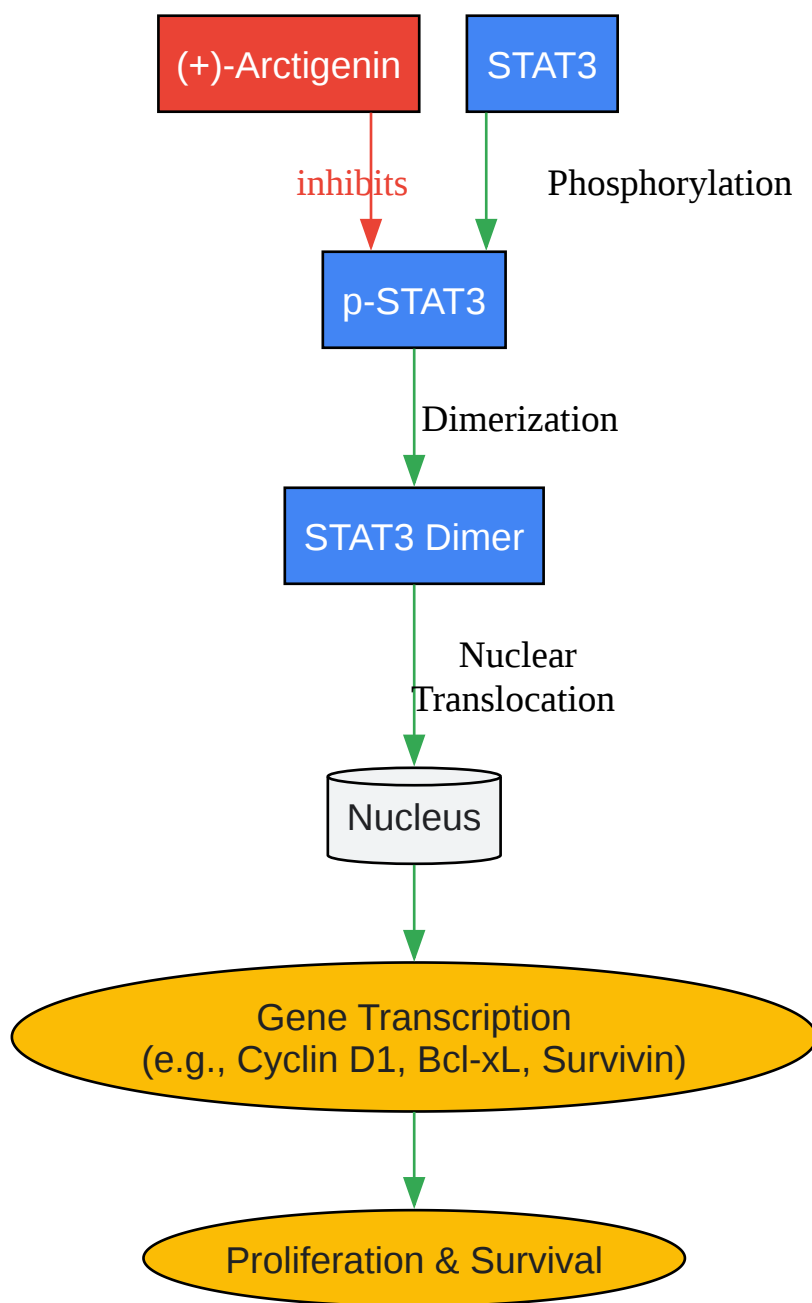 (+)-Arctigenin
STAT3
inhibits
Phosphorylation
p-STAT3
Dimerization
STAT3 Dimer
Nuclear
Translocation
Nucleus
Gene Transcription
(e.g., Cyclin D1, Bcl-xL, Survivin)
Proliferation & Survival